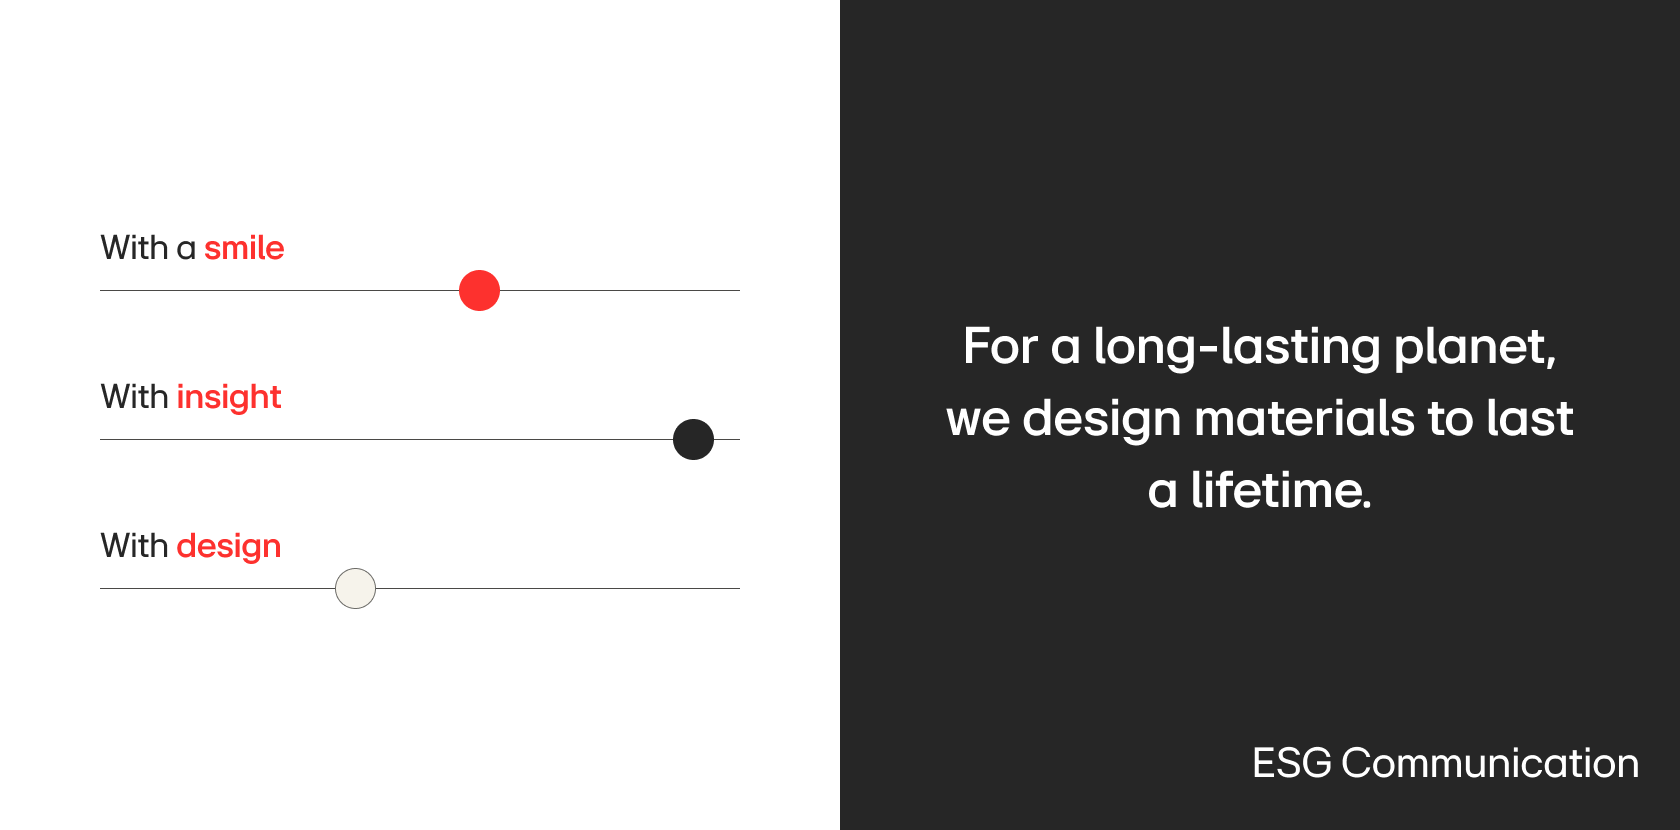 With a smile
With insight
With design
For a long-lasting planet,
we design materials to last
a lifetime.
ESG Communication